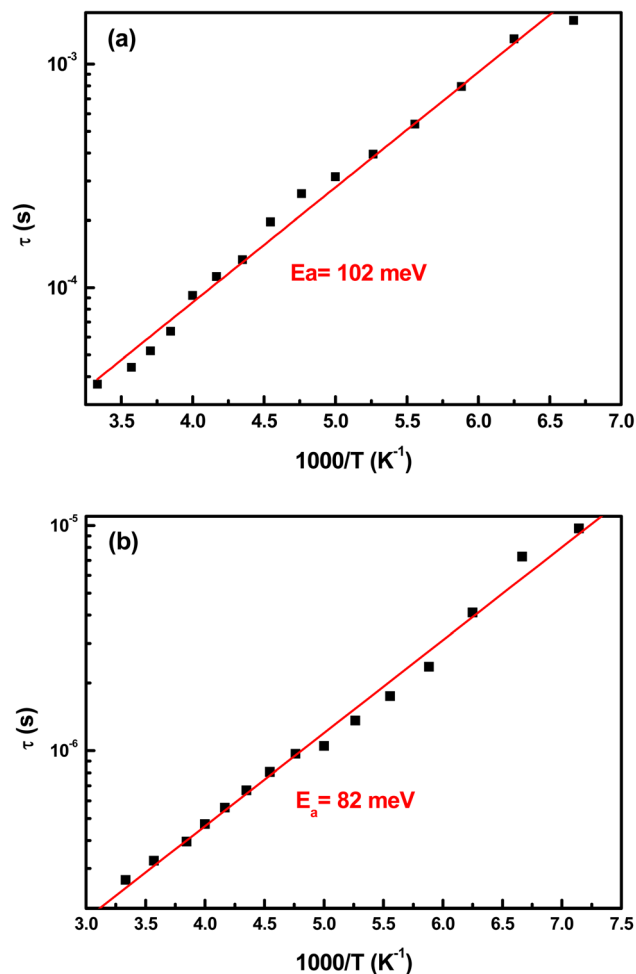 (a)
10⁻³
τ (s)
10⁻⁴
Ea= 102 meV
3.5 4.0 4.5 5.0 5.5 6.0 6.5 7.0
1000/T (K⁻¹)
(b)
10⁻⁵
τ (s)
10⁻⁶
Eₐ= 82 meV
3.0 3.5 4.0 4.5 5.0 5.5 6.0 6.5 7.0 7.5
1000/T (K⁻¹)